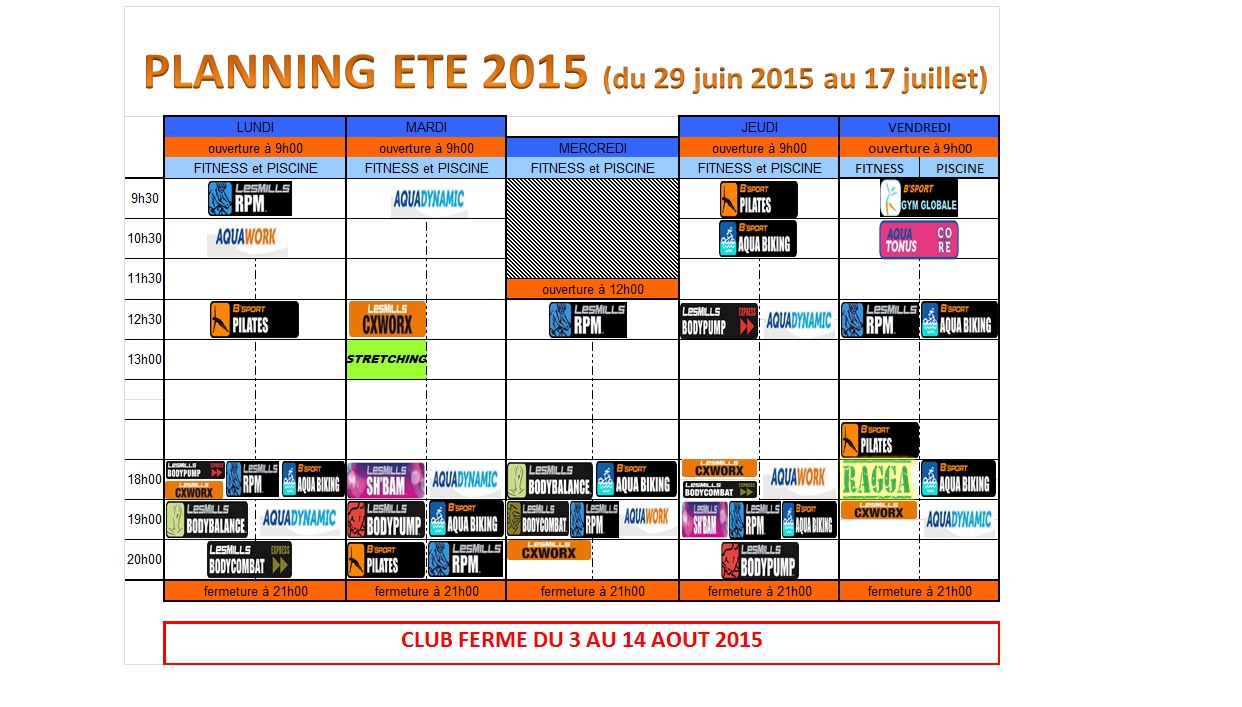 PLANNING ETE 2015 (du 29 juin 2015 au 17 juillet)
LUNDI MARDI JEUDI VENDREDI
ouverture à 9h00 ouverture à 9h00 MERCREDI ouverture à 9h00 ouverture à 9h00
FITNESS et PISCINE FITNESS et PISCINE FITNESS et PISCINE FITNESS et PISCINE FITNESS PISCINE
9h30 LESMILLS RPM AQUADYNAMIC B'SPORT PILATES B'SPORT GYM GLOBALE
10h30 AQUAWORK B'SPORT AQUA BIKING AQUA TONUS CORE
11h30
ouverture à 12h00
12h30 B'SPORT PILATES LESMILLS CXWORX LESMILLS RPM LESMILLS BODYPUMP EXPRESS AQUADYNAMIC LESMILLS RPM B'SPORT AQUA BIKING
13h00 STRETCHING
B'SPORT PILATES
18h00 LESMILLS BODYPUMP EXPRESS LESMILLS CXWORX LESMILLS RPM B'SPORT AQUA BIKING LESMILLS SH'BAM AQUADYNAMIC LESMILLS BODYBALANCE B'SPORT AQUA BIKING LESMILLS CXWORX LESMILLS BODYCOMBAT EXPRESS AQUAWORK RAGGA B'SPORT AQUA BIKING
19h00 LESMILLS BODYBALANCE AQUADYNAMIC LESMILLS BODYPUMP B'SPORT AQUA BIKING LESMILLS BODYCOMBAT LESMILLS RPM AQUAWORK LESMILLS SH'BAM LESMILLS RPM B'SPORT AQUA BIKING LESMILLS CXWORX AQUADYNAMIC
20h00 LESMILLS BODYCOMBAT EXPRESS B'SPORT PILATES LESMILLS RPM LESMILLS CXWORX LESMILLS BODYPUMP
fermeture à 21h00 fermeture à 21h00 fermeture à 21h00 fermeture à 21h00 fermeture à 21h00
CLUB FERME DU 3 AU 14 AOUT 2015